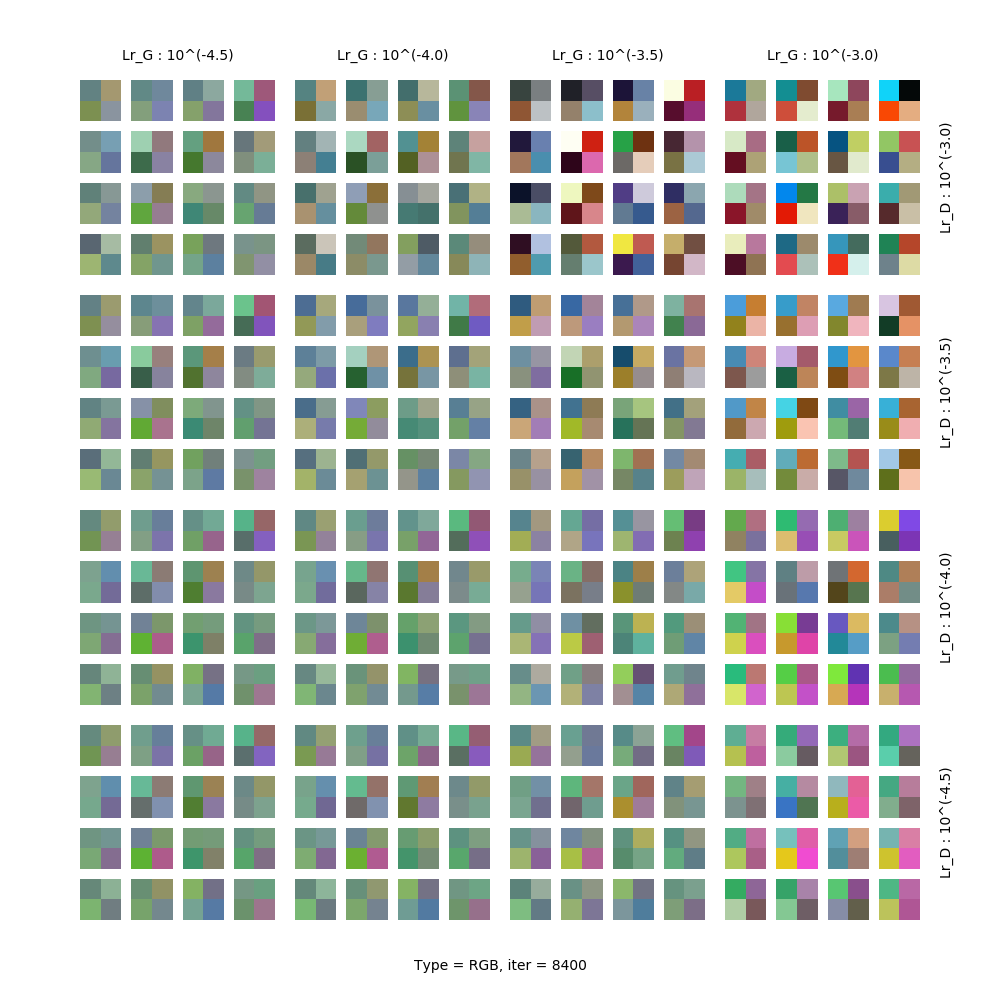 Lr_G : 10^(-4.5)
Lr_G : 10^(-4.0)
Lr_G : 10^(-3.5)
Lr_G : 10^(-3.0)
Lr_D : 10^(-3.0)
Lr_D : 10^(-3.5)
Lr_D : 10^(-4.0)
Lr_D : 10^(-4.5)
Type = RGB, iter = 8400